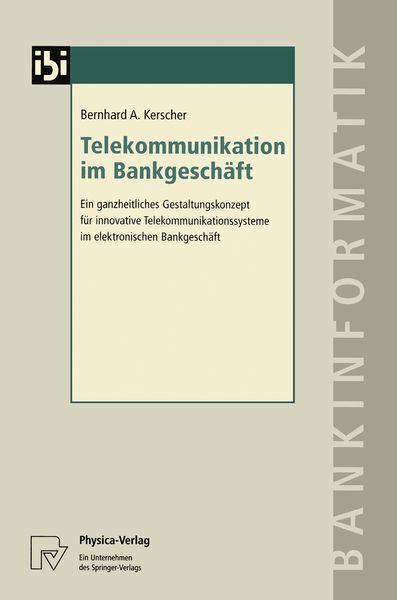 ibi
Bernhard A. Kerscher
Telekommunikation
im Bankgeschäft
Ein ganzheitliches Gestaltungskonzept
für innovative Telekommunikationssysteme
im elektronischen Bankgeschäft
BANKINFORMATIK
Physica-Verlag
Ein Unternehmen
des Springer-Verlags